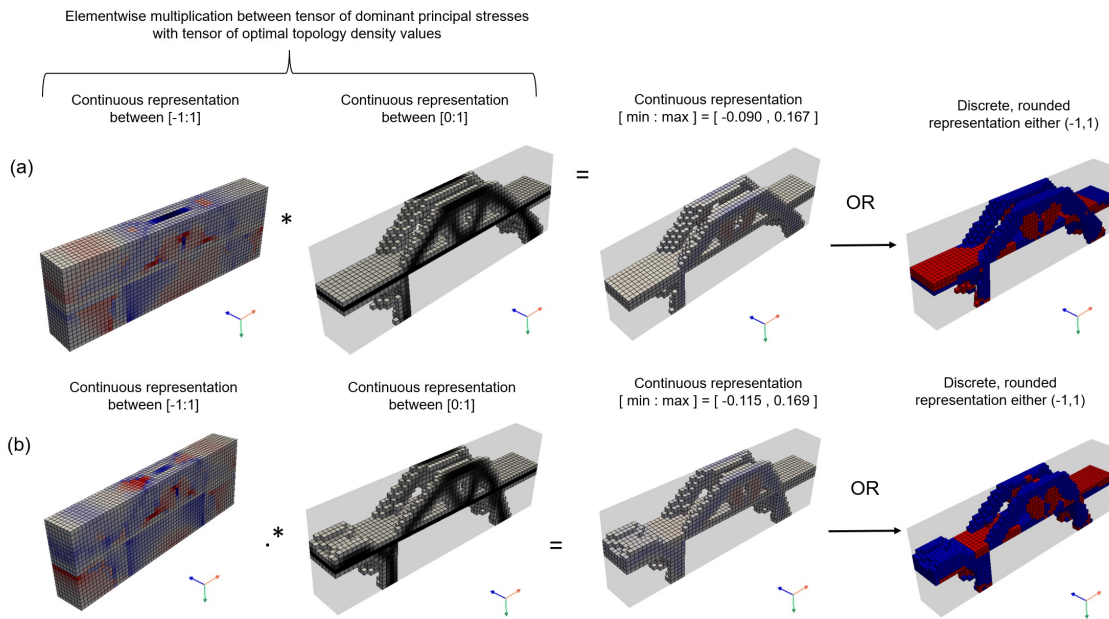 Elementwise multiplication between tensor of dominant principal stresses
with tensor of optimal topology density values
Continuous representation
between [-1:1]
Continuous representation
between [0:1]
Continuous representation
[ min : max ] = [ -0.090 , 0.167 ]
Discrete, rounded
representation either (-1,1)
(a)
*
=
OR
Continuous representation
between [-1:1]
Continuous representation
between [0:1]
Continuous representation
[ min : max ] = [ -0.115 , 0.169 ]
Discrete, rounded
representation either (-1,1)
(b)
.*
=
OR